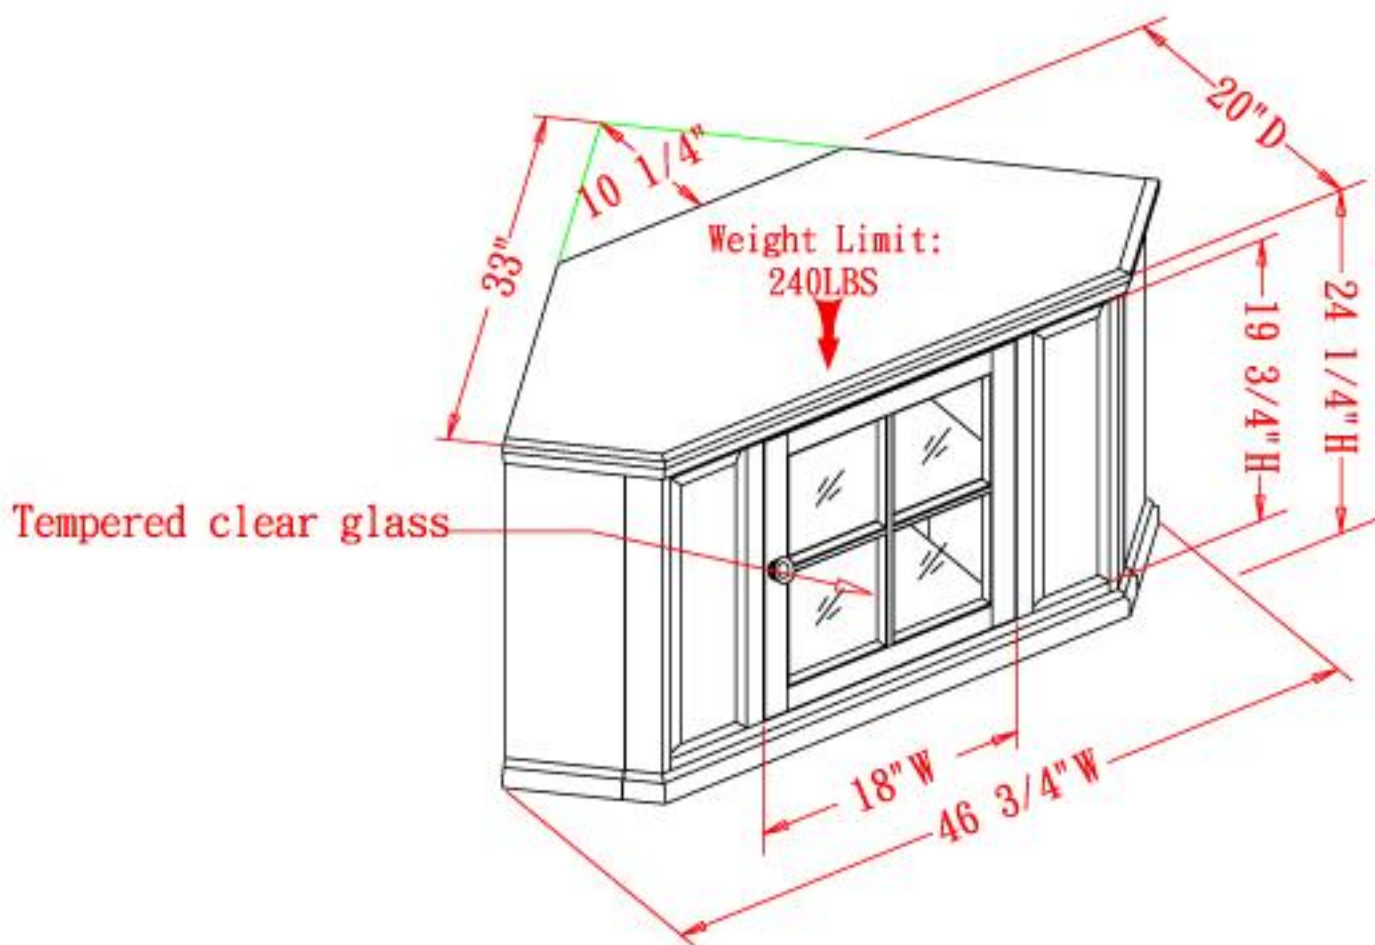 20"D
10 1/4"
33"
Weight Limit:
240LBS
19 3/4"H
24 1/4"H
Tempered clear glass
18"W
46 3/4"W